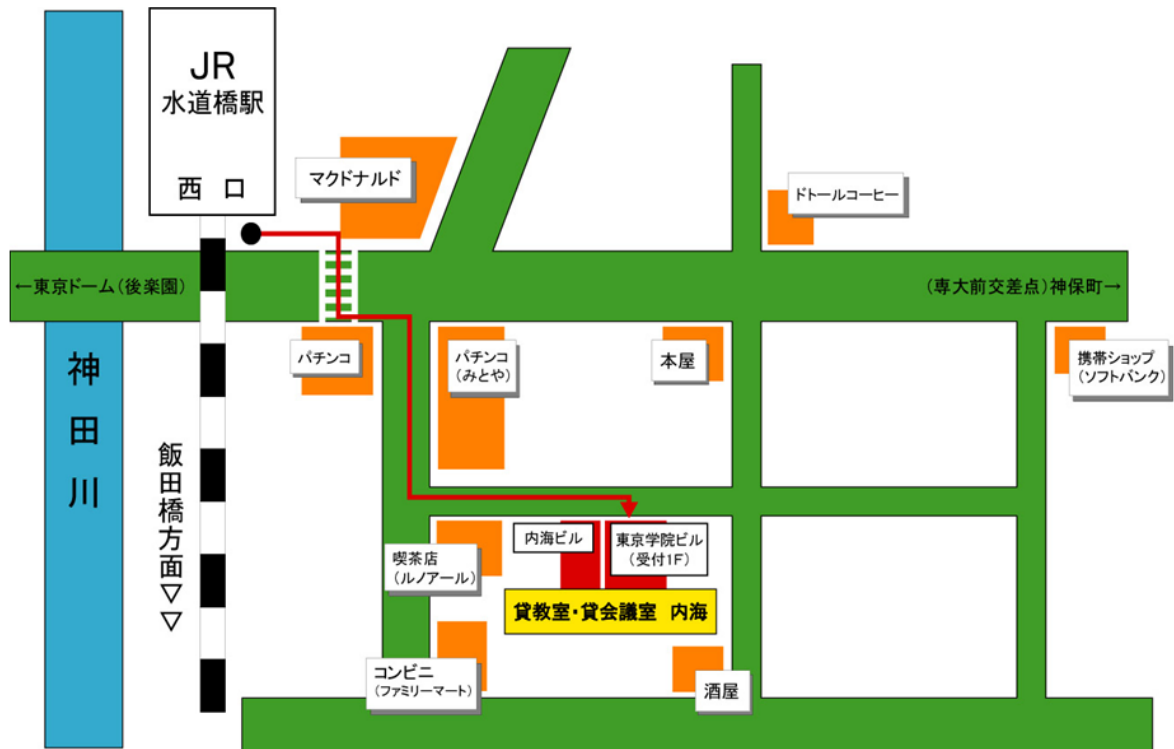 JR
水道橋駅
西 口
マクドナルド
ドトールコーヒー
←東京ドーム(後楽園)
(専大前交差点)神保町→
パチンコ
パチンコ
(みとや)
本屋
携帯ショップ
(ソフトバンク)
神田川
飯田橋方面▽▽
内海ビル
東京学院ビル
(受付1F)
喫茶店
(ルノアール)
貸教室・貸会議室 内海
コンビニ
(ファミリーマート)
酒屋